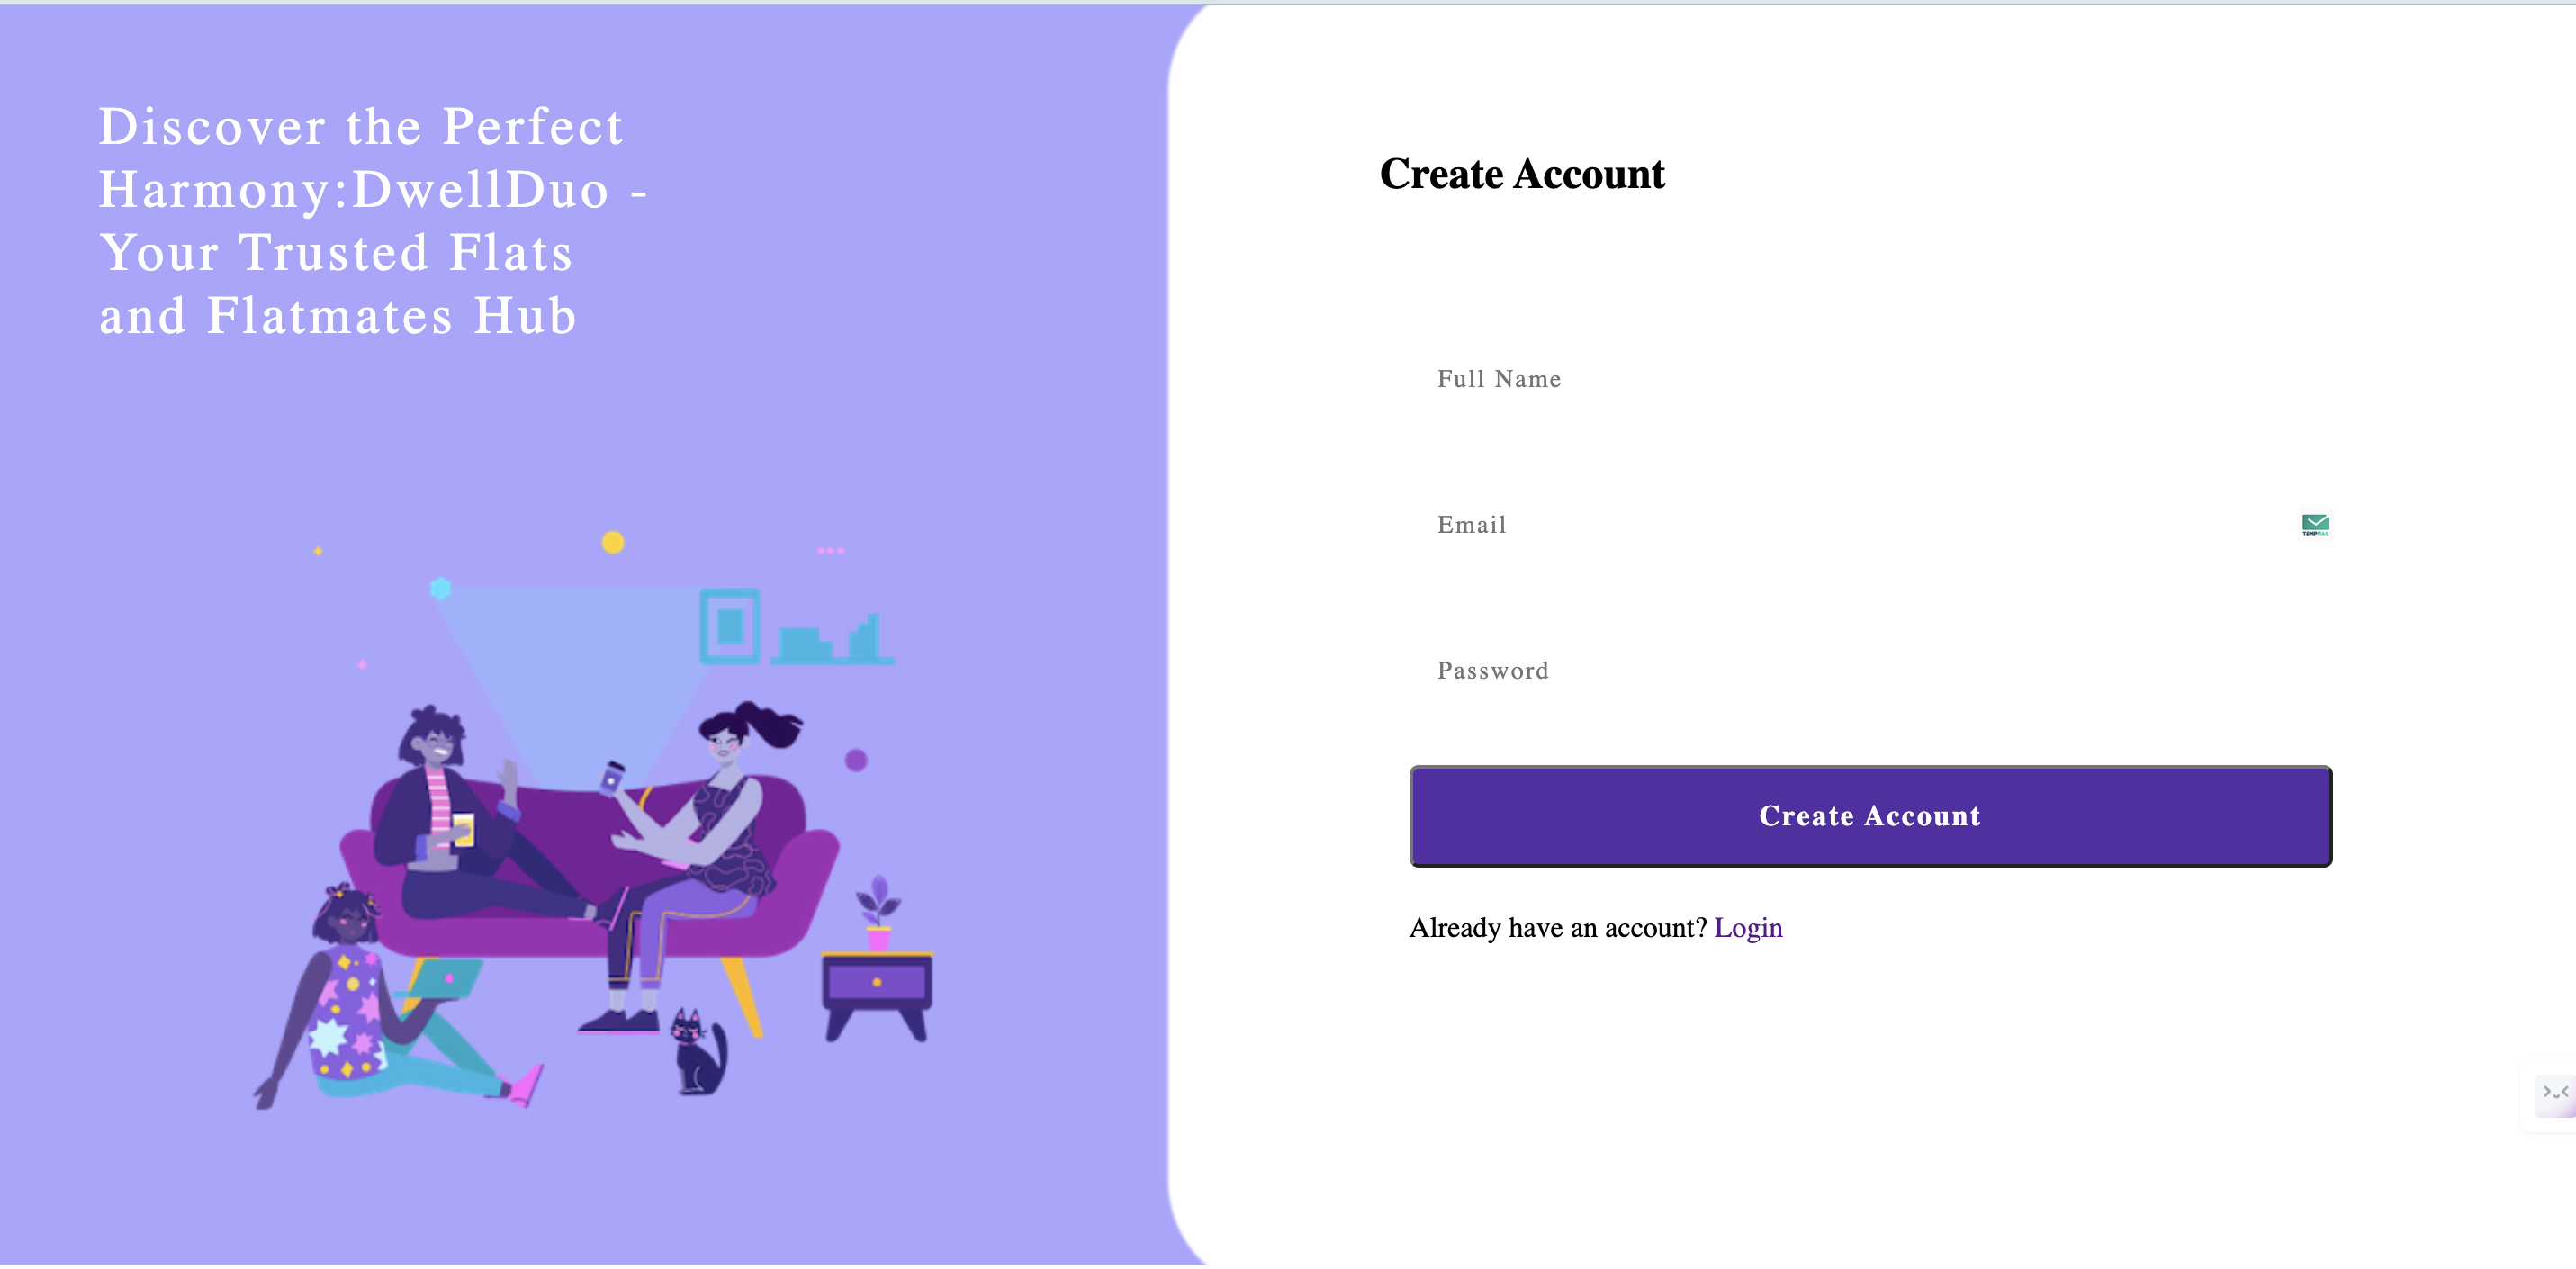 Discover the Perfect
Harmony:DwellDuo -
Your Trusted Flats
and Flatmates Hub
Create Account
Full Name
Email
TEMPMAIL
Password
Create Account
Already have an account? Login